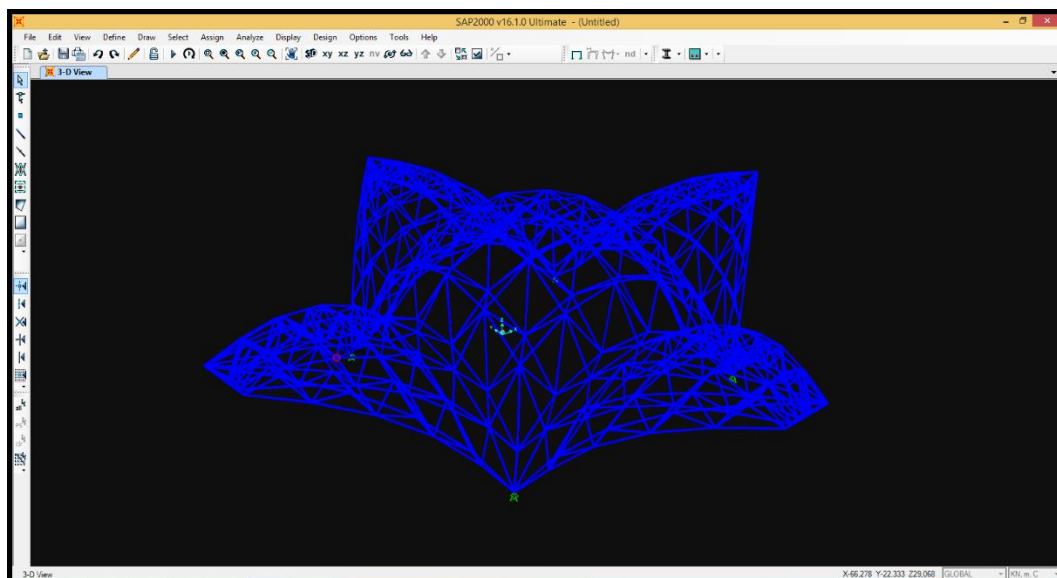 SAP2000 v16.1.0 Ultimate - (Untitled)
File Edit View Define Draw Select Assign Analyze Display Design Options Tools Help
3-D xy xz yz nv nd
3-D View
3-D View X-66.278 Y-22.333 Z29.068 GLOBAL KN, m, C